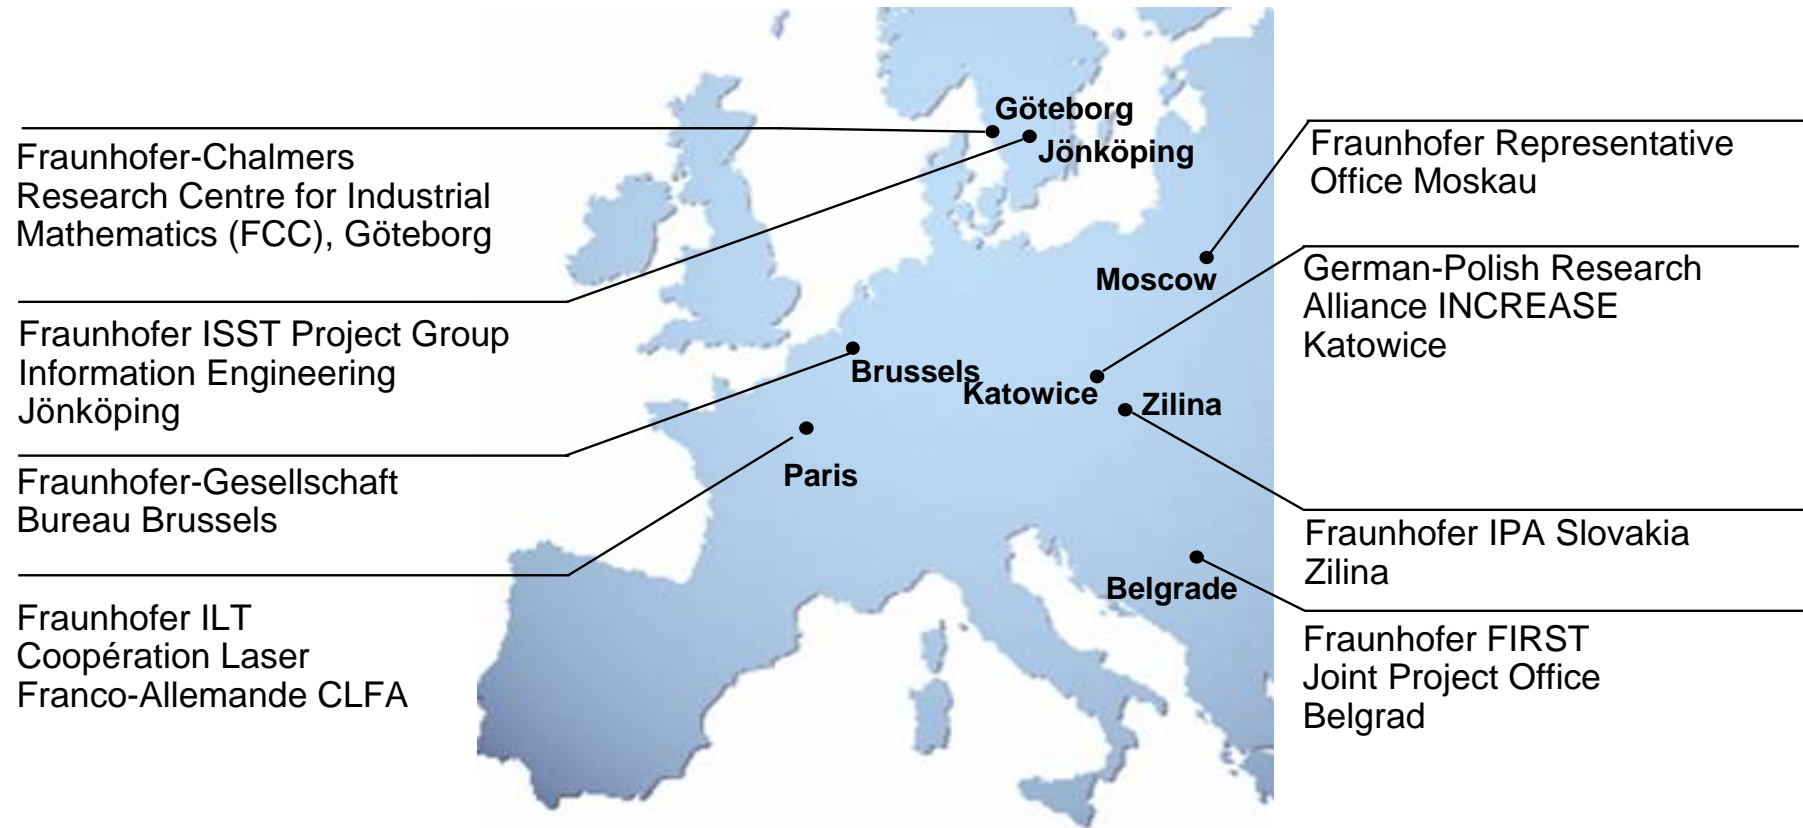 Fraunhofer-Chalmers
Research Centre for Industrial
Mathematics (FCC), Göteborg
Fraunhofer ISST Project Group
Information Engineering
Jönköping
Fraunhofer-Gesellschaft
Bureau Brussels
Fraunhofer ILT
Coopération Laser
Franco-Allemande CLFA
Göteborg
Jönköping
Moscow
Brussels
Katowice
Zilina
Paris
Belgrade
Fraunhofer Representative
Office Moskau
German-Polish Research
Alliance INCREASE
Katowice
Fraunhofer IPA Slovakia
Zilina
Fraunhofer FIRST
Joint Project Office
Belgrad